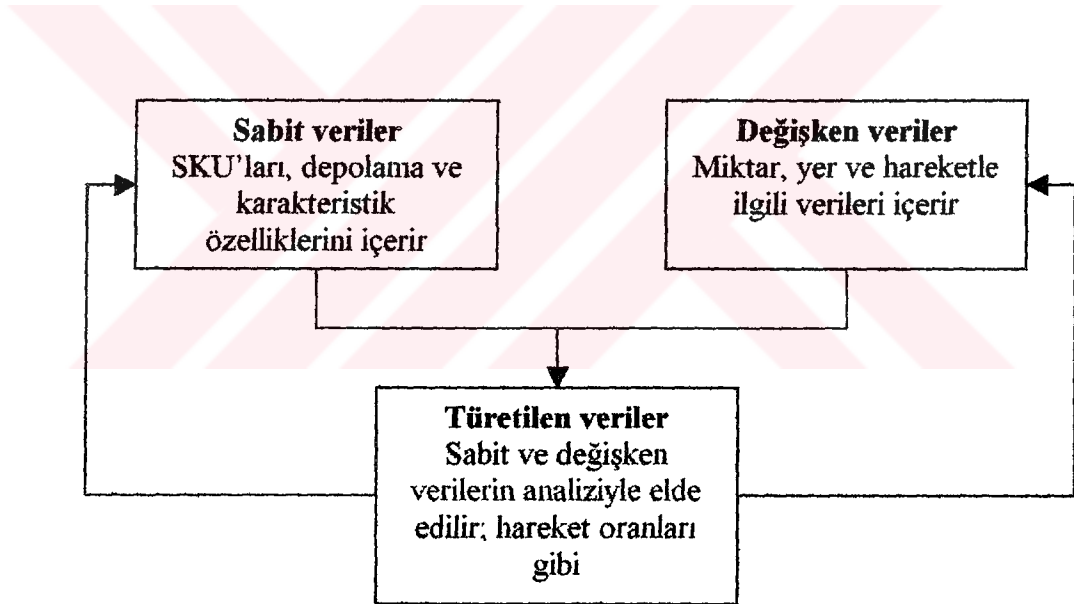 Sabit veriler
SKU'ları, depolama ve
karakteristik
özelliklerini içerir
Değişken veriler
Miktar, yer ve hareketle
ilgili verileri içerir
Türetilen veriler
Sabit ve değişken
verilerin analiziyle elde
edilir; hareket oranları
gibi